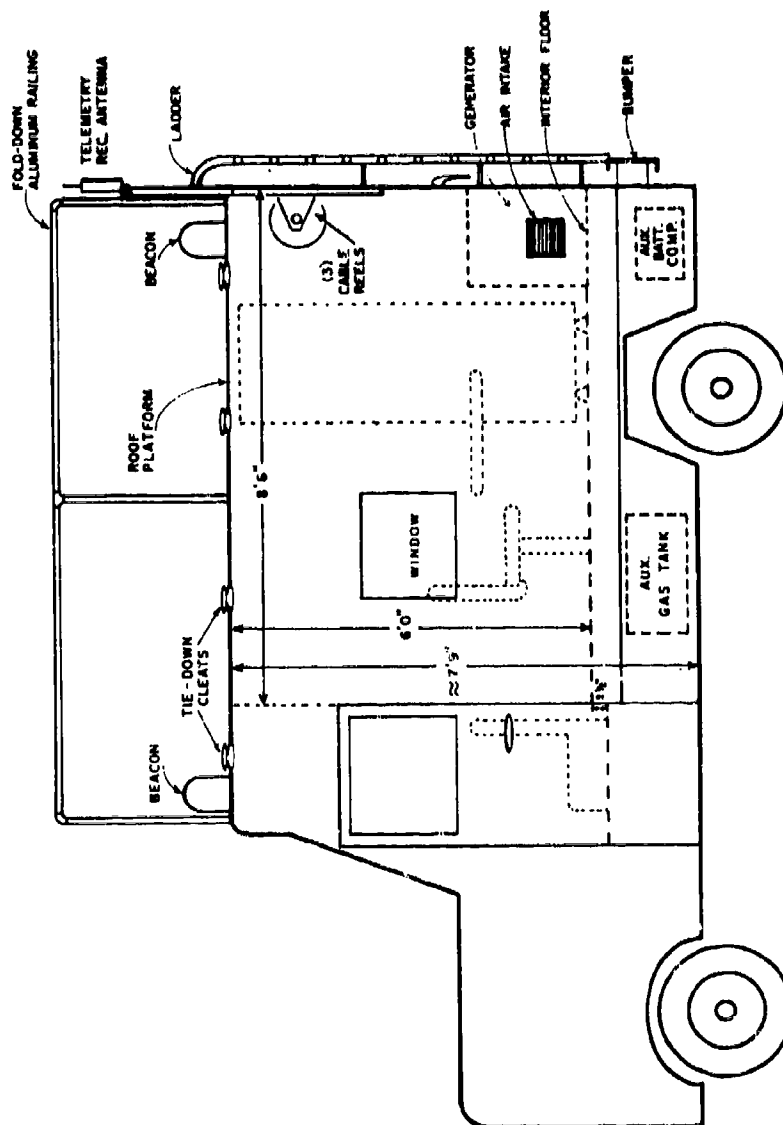 FOLD-DOWN
ALUMINUM RAILING
TELEMETRY
REC. ANTENNA
LADDER
GENERATOR
AIR INTAKE
INTERIOR FLOOR
BUMPER
BEACON
TIE-DOWN
CLEATS
ROOF
PLATFORM
BEACON
(3)
CABLE
REELS
8'6"
WINDOW
6'0"
≈7'9"
AUX.
GAS TANK
AUX.
BATT.
COMP.